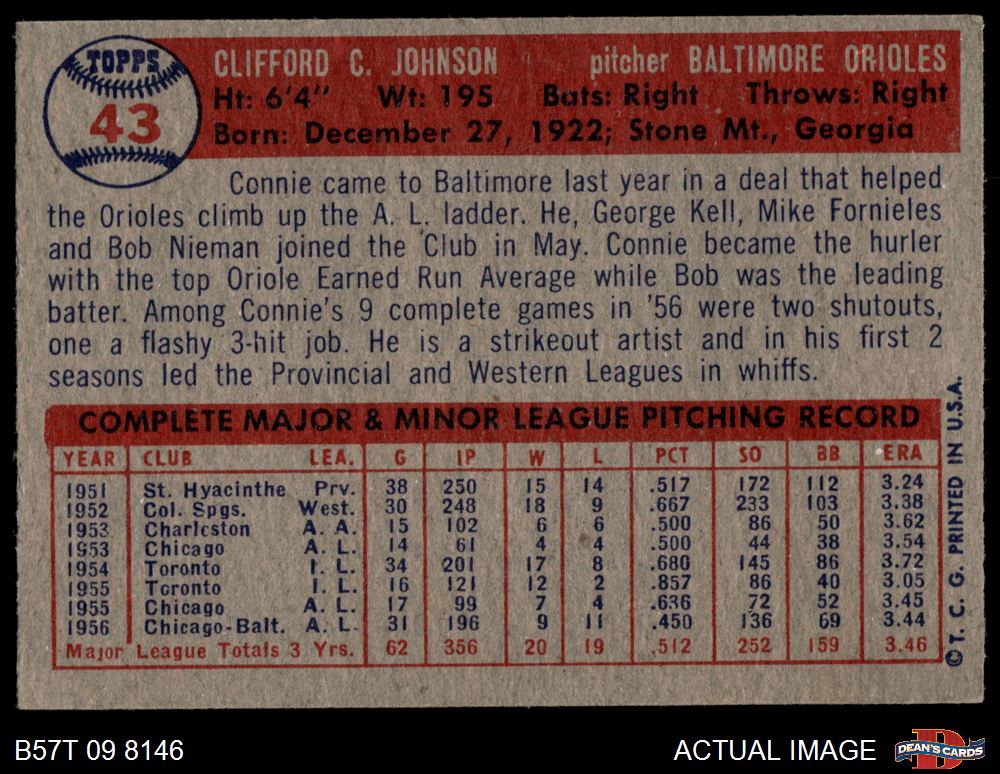 TOPPS
43
CLIFFORD C. JOHNSON pitcher BALTIMORE ORIOLES
Ht: 6'4" Wt: 195 Bats: Right Throws: Right
Born: December 27, 1922; Stone Mt., Georgia
Connie came to Baltimore last year in a deal that helped
the Orioles climb up the A. L. ladder. He, George Kell, Mike Fornieles
and Bob Nieman joined the Club in May. Connie became the hurler
with the top Oriole Earned Run Average while Bob was the leading
batter. Among Connie's 9 complete games in '56 were two shutouts,
one a flashy 3-hit job. He is a strikeout artist and in his first 2
seasons led the Provincial and Western Leagues in whiffs.
COMPLETE MAJOR & MINOR LEAGUE PITCHING RECORD
YEAR CLUB LEA. G IP W L PCT SO BB ERA
1951 St. Hyacinthe Prv. 38 250 15 14 .517 172 112 3.24
1952 Col. Spgs. West. 30 248 18 9 .667 233 103 3.38
1953 Charleston A. A. 15 102 6 6 .500 86 50 3.62
1953 Chicago A. L. 14 61 4 4 .500 44 38 3.54
1954 Toronto I. L. 34 201 17 8 .680 145 86 3.72
1955 Toronto I. L. 16 121 12 2 .857 86 40 3.05
1955 Chicago A. L. 17 99 7 4 .636 72 52 3.45
1956 Chicago-Balt. A. L. 31 196 9 11 .450 136 69 3.44
Major League Totals 3 Yrs. 62 356 20 19 .512 252 159 3.46
©T. C. G. PRINTED IN U.S.A.
B57T 09 8146
ACTUAL IMAGE
DEAN'S CARDS